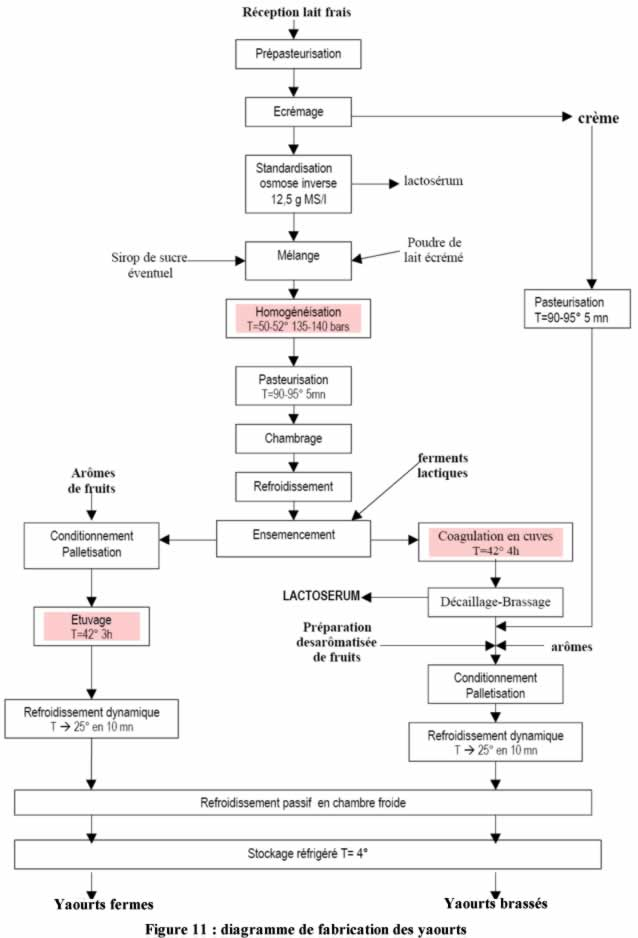 Réception lait frais
Prépasteurisation
Ecrémage
crème
Standardisation
osmose inverse
12,5 g MS/l
lactosérum
Sirop de sucre
éventuel
Mélange
Poudre de
lait écrémé
Homogénéisation
T=50-52° 135-140 bars
Pasteurisation
T=90-95° 5 mn
Pasteurisation
T=90-95° 5mn
Chambrage
Refroidissement
ferments
lactiques
Arômes
de fruits
Conditionnement
Palletisation
Ensemencement
Coagulation en cuves
T=42° 4h
Etuvage
T=42° 3h
LACTOSERUM
Décaillage-Brassage
Préparation
desarômatisée
de fruits
arômes
Conditionnement
Palletisation
Refroidissement dynamique
T → 25° en 10 mn
Refroidissement dynamique
T → 25° en 10 mn
Refroidissement passif en chambre froide
Stockage réfrigéré T= 4°
Yaourts fermes
Yaourts brassés
Figure 11 : diagramme de fabrication des yaourts